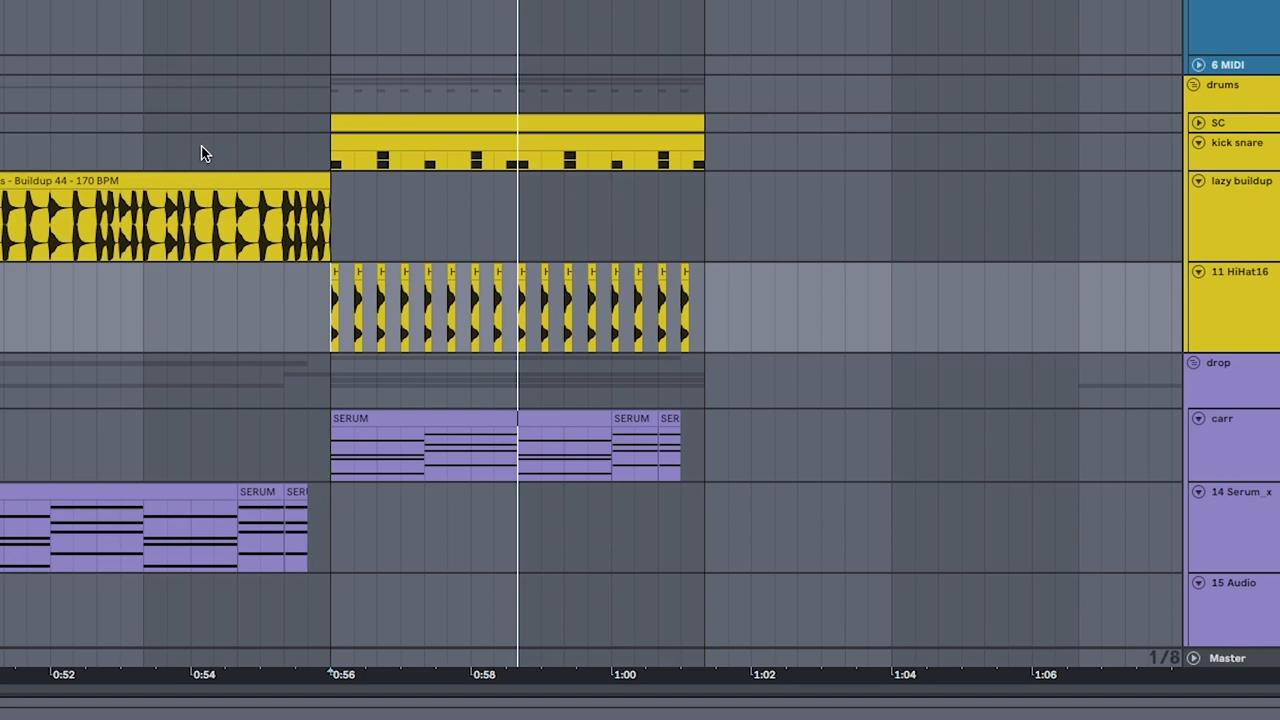 6 MIDI
drums
SC
kick snare
s - Buildup 44 - 170 BPM
lazy buildup
H H H H H H H H H H H H H H H H
11 HiHat16
drop
SERUM SERUM SER
carr
SERUM SERU
14 Serum_x
15 Audio
1/8
Master
0:52 0:54 0:56 0:58 1:00 1:02 1:04 1:06